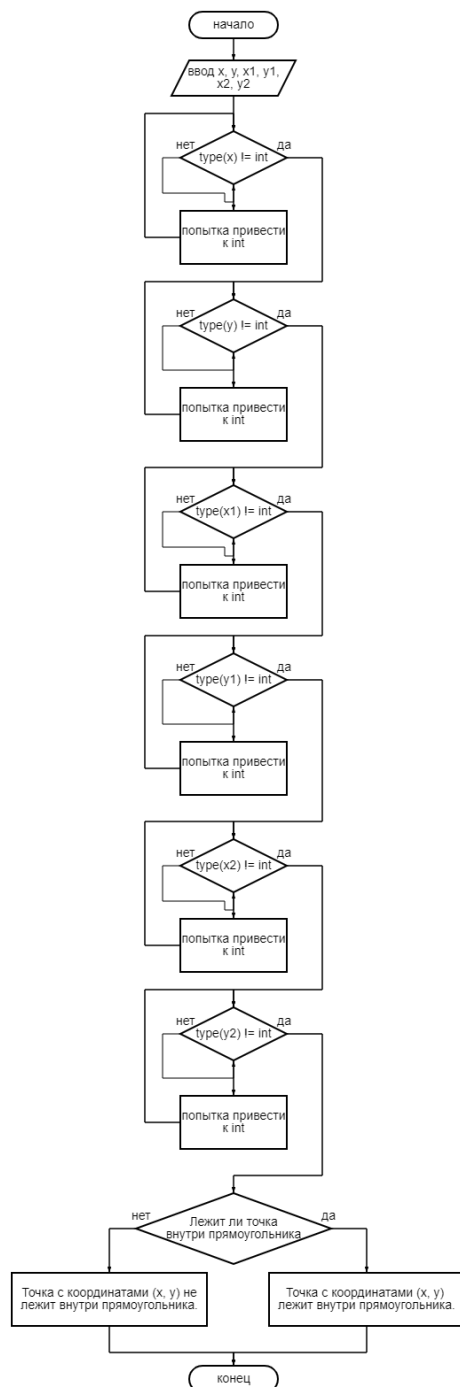 начало
ввод x, y, x1, y1,
x2, y2
нет
type(x) != int
да
попытка привести
к int
нет
type(y) != int
да
попытка привести
к int
нет
type(x1) != int
да
попытка привести
к int
нет
type(y1) != int
да
попытка привести
к int
нет
type(x2) != int
да
попытка привести
к int
нет
type(y2) != int
да
попытка привести
к int
нет
Лежит ли точка
внутри прямоугольника
да
Точка с координатами (x, y) не
лежит внутри прямоугольника.
Точка с координатами (x, y)
лежит внутри прямоугольника.
конец